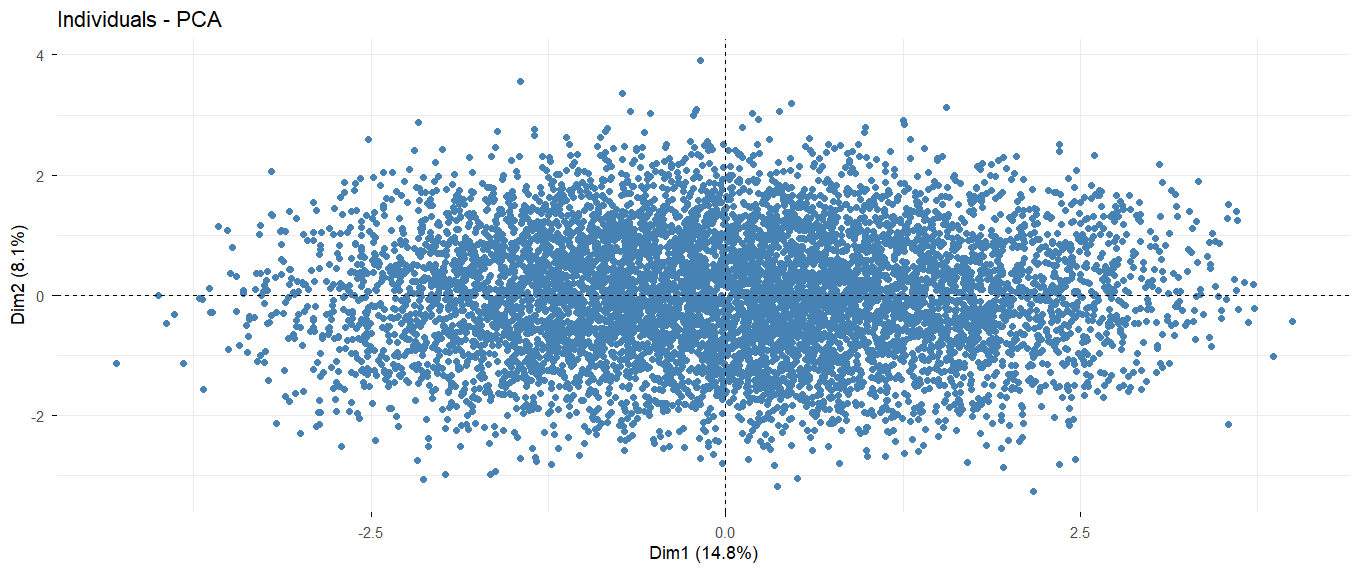 Individuals - PCA
4
2
0
-2
Dim2 (8.1%)
-2.5
0.0
2.5
Dim1 (14.8%)